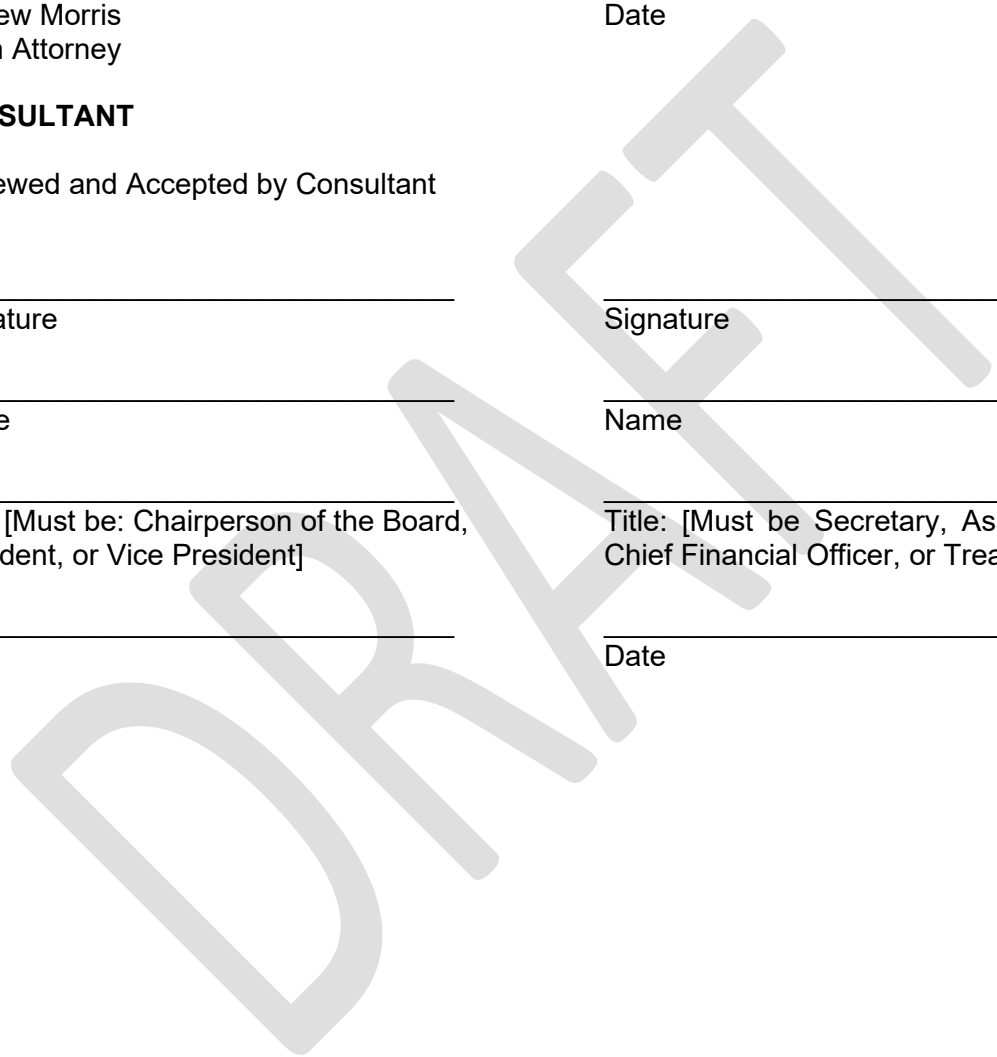 ew Morris Date
Attorney
SULTANT
ewed and Accepted by Consultant
ature Signature
e Name
[Must be: Chairperson of the Board, Title: [Must be Secretary, As
dent, or Vice President] Chief Financial Officer, or Trea
Date
DRAFT